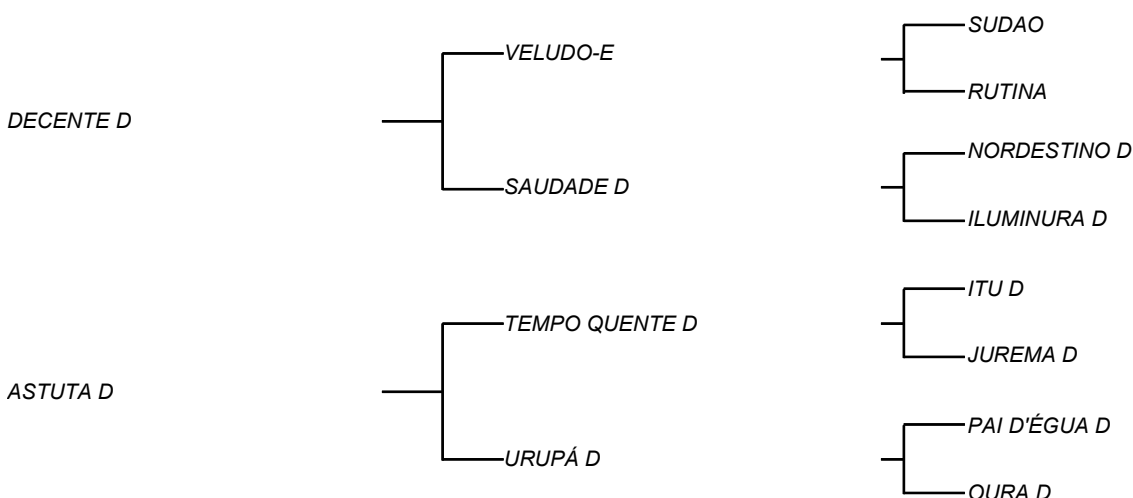 SUDAO
VELUDO-E
RUTINA
DECENTE D
NORDESTINO D
SAUDADE D
ILUMINURA D
ITU D
TEMPO QUENTE D
JUREMA D
ASTUTA D
PAI D'ÉGUA D
URUPÁ D
OURA D